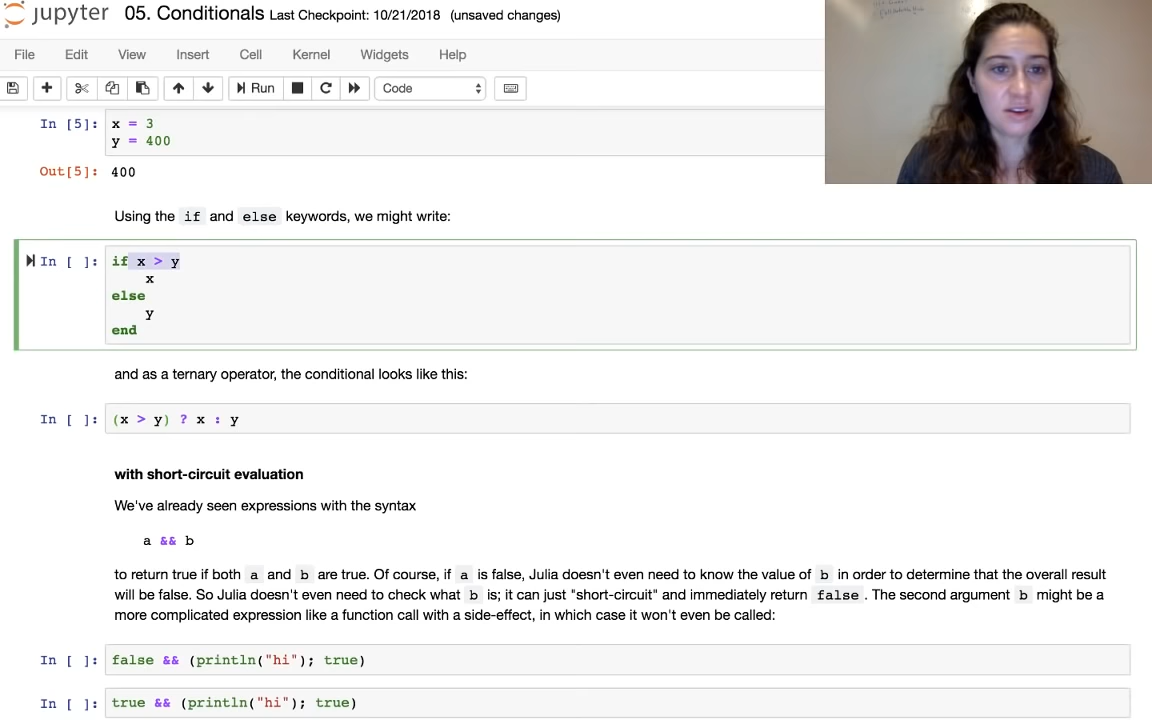 jupyter 05. Conditionals Last Checkpoint: 10/21/2018 (unsaved changes)
File Edit View Insert Cell Kernel Widgets Help
Run Code
In [5]: x = 3
y = 400
Out[5]: 400
Using the if and else keywords, we might write:
In [ ]: if x > y
x
else
y
end
and as a ternary operator, the conditional looks like this:
In [ ]: (x > y) ? x : y
with short-circuit evaluation
We've already seen expressions with the syntax
a && b
to return true if both a and b are true. Of course, if a is false, Julia doesn't even need to know the value of b in order to determine that the overall result
will be false. So Julia doesn't even need to check what b is; it can just "short-circuit" and immediately return false . The second argument b might be a
more complicated expression like a function call with a side-effect, in which case it won't even be called:
In [ ]: false && (println("hi"); true)
In [ ]: true && (println("hi"); true)